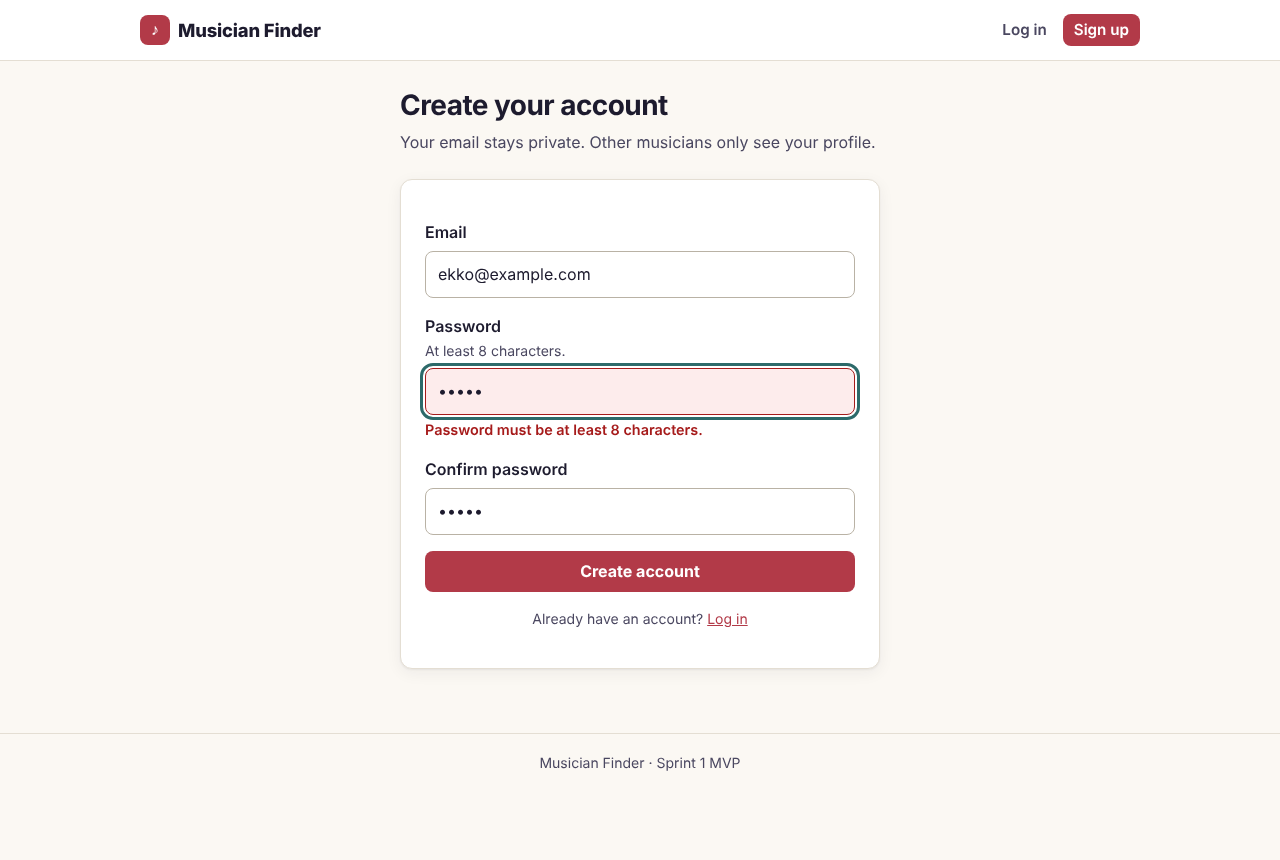 ♪ Musician Finder
Log in
Sign up
Create your account
Your email stays private. Other musicians only see your profile.
Email
ekko@example.com
Password
At least 8 characters.
•••••
Password must be at least 8 characters.
Confirm password
•••••
Create account
Already have an account? Log in
Musician Finder · Sprint 1 MVP